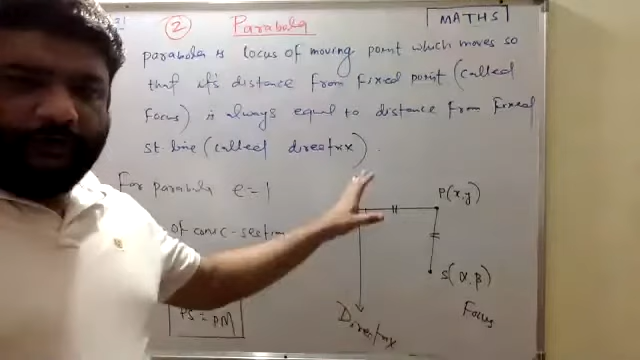 2 Parabola
MATHS
parabola is locus of moving point which moves so
that it's distance from fixed point (called
Focus) is always equal to distance from fixed
st. line (called directrix).
For parabola e=1
P(x,y)
of conic-section
S(α,β)
Focus
PS = PM
Directrix